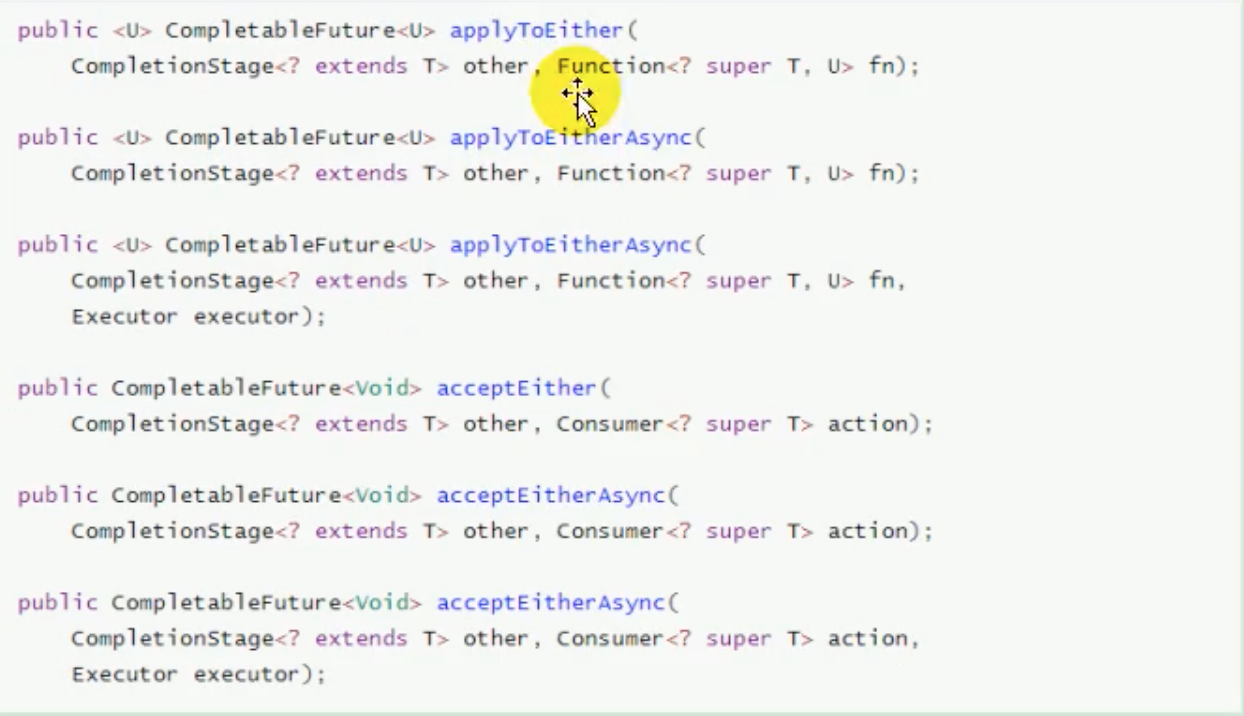 public <U> CompletableFuture<U> applyToEither(
CompletionStage<? extends T> other, Function<? super T, U> fn);
public <U> CompletableFuture<U> applyToEitherAsync(
CompletionStage<? extends T> other, Function<? super T, U> fn);
public <U> CompletableFuture<U> applyToEitherAsync(
CompletionStage<? extends T> other, Function<? super T, U> fn,
Executor executor);
public CompletableFuture<Void> acceptEither(
CompletionStage<? extends T> other, Consumer<? super T> action);
public CompletableFuture<Void> acceptEitherAsync(
CompletionStage<? extends T> other, Consumer<? super T> action);
public CompletableFuture<Void> acceptEitherAsync(
CompletionStage<? extends T> other, Consumer<? super T> action,
Executor executor);